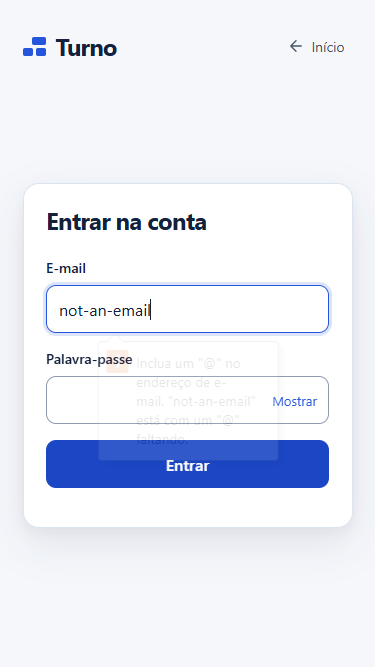 Turno
Início
Entrar na conta
E-mail
not-an-email
Palavra-passe
Inclua um "@" no
endereço de e-
mail. "not-an-email"
está com um "@"
faltando.
Mostrar
Entrar